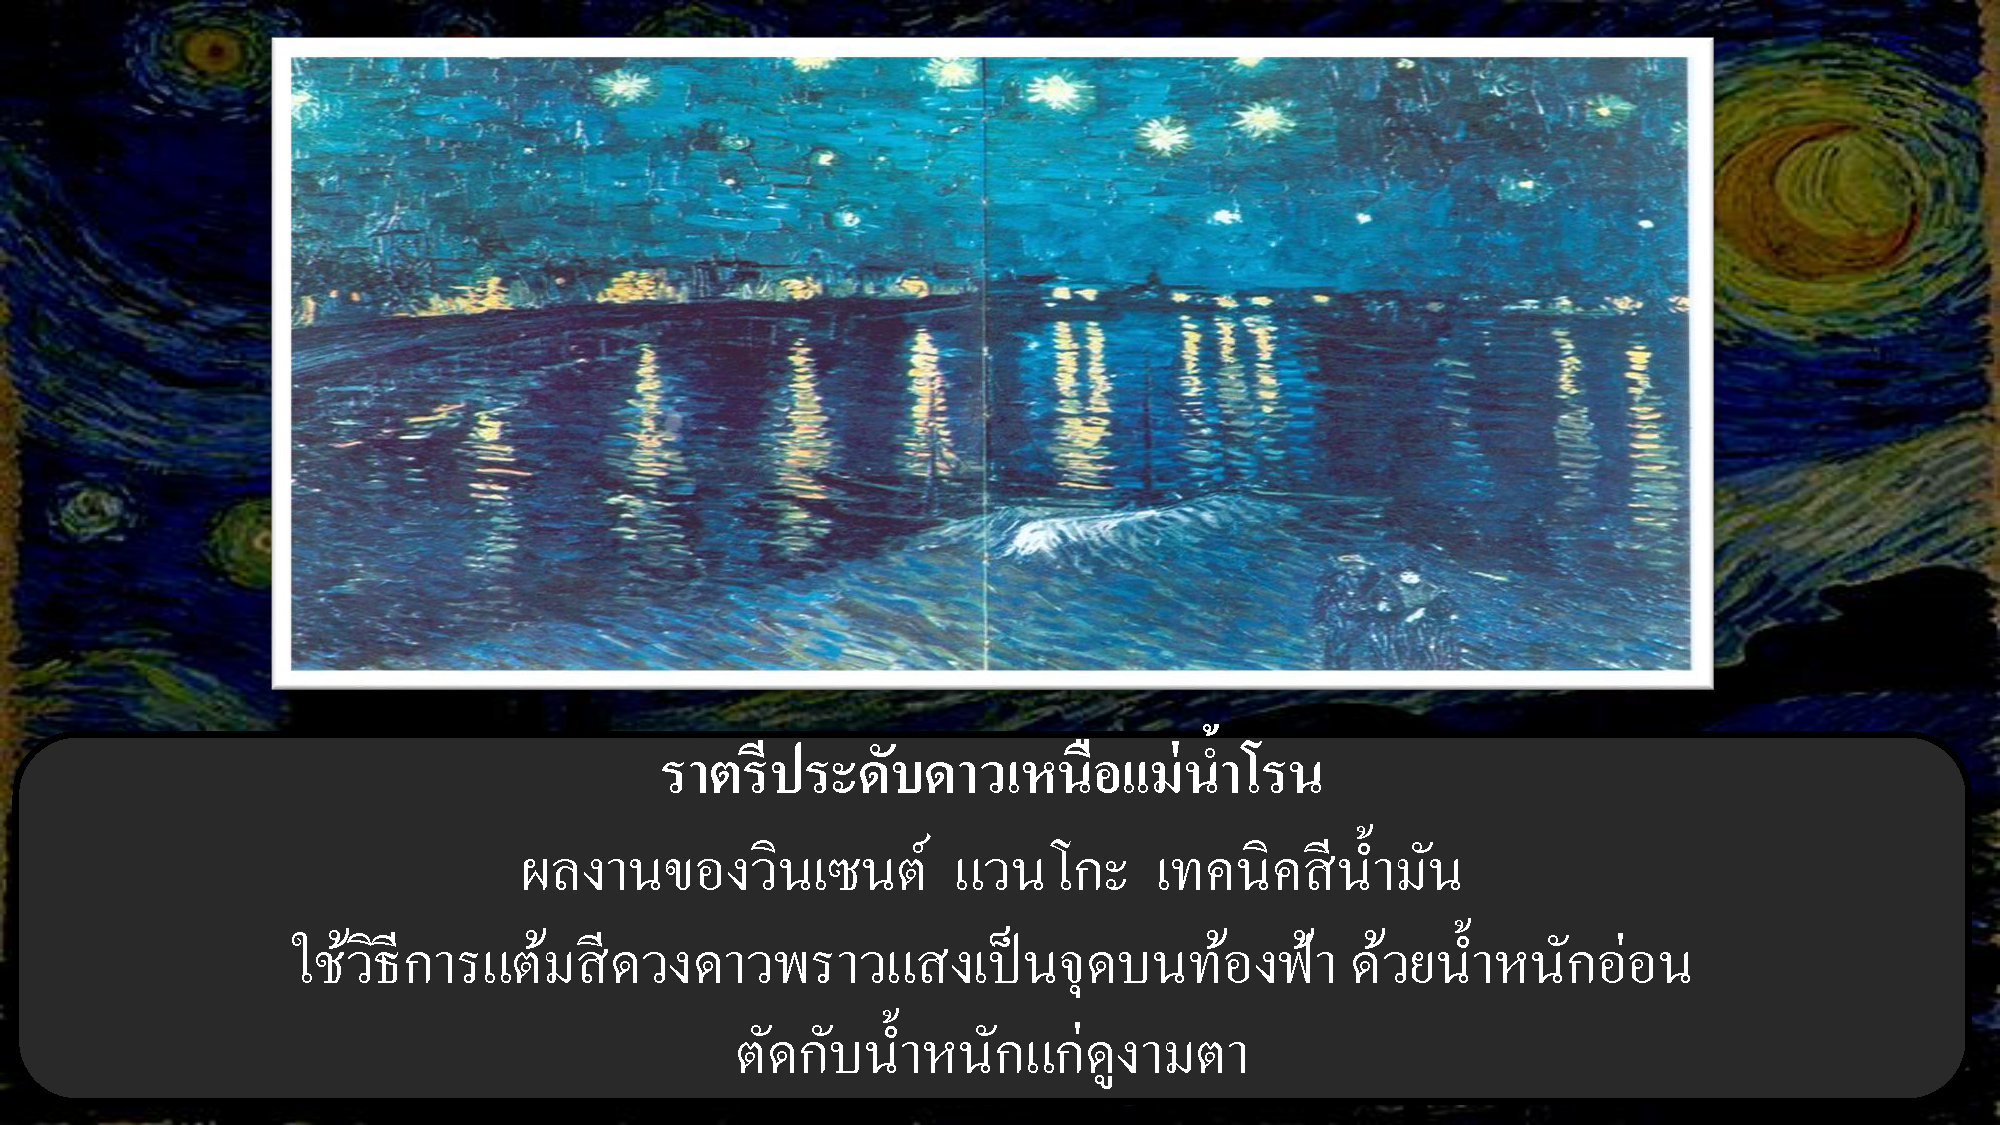 ราตรีประดับดาวเหนือแม่น้ำโรน
ผลงานของวินเซนต์ แวนโกะ เทคนิคสีน้ำมัน
ใช้วิธีการแต้มสีดวงดาวพราวแสงเป็นจุดบนท้องฟ้า ด้วยน้ำหนักอ่อน
ตัดกับน้ำหนักแก่ดูงามตา